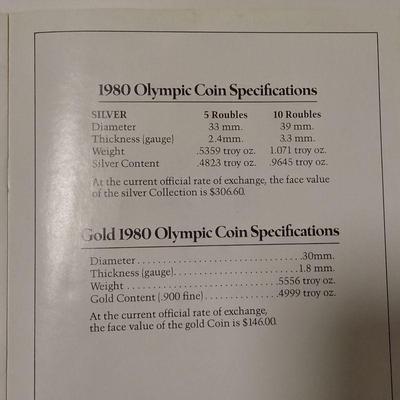 1980 Olympic Coin Specifications
SILVER 5 Roubles 10 Roubles
Diameter 33 mm. 39 mm.
Thickness (gauge) 2.4mm. 3.3 mm.
Weight .5359 troy oz. 1.071 troy oz.
Silver Content .4823 troy oz. .9645 troy oz.
At the current official rate of exchange, the face value
of the silver Collection is $306.60.
Gold 1980 Olympic Coin Specifications
Diameter.....................30mm.
Thickness (gauge)....................1.8 mm.
Weight.....................5556 troy oz.
Gold Content (.900 fine)..................4999 troy oz.
At the current official rate of exchange,
the face value of the gold Coin is $146.00.